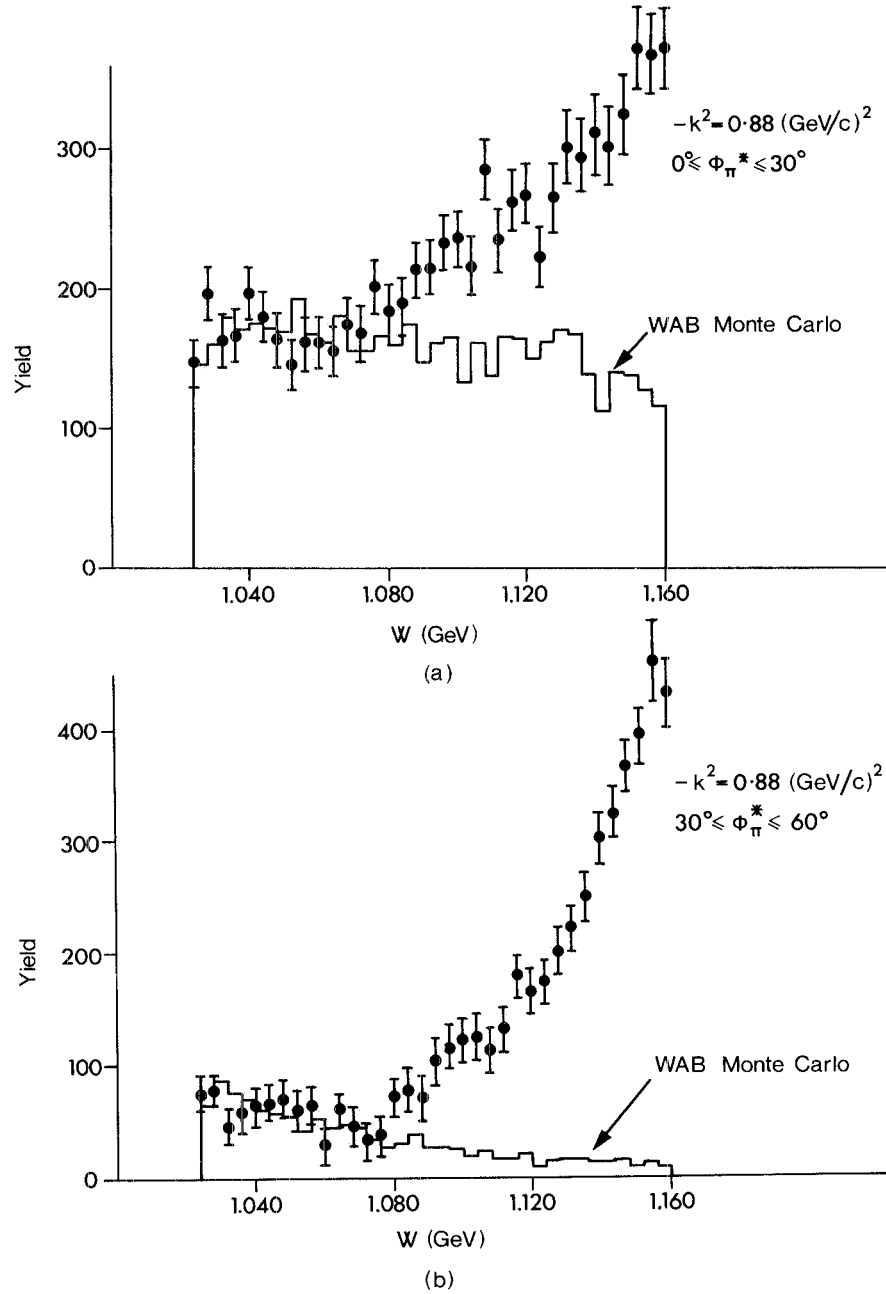 300
200
100
0
Yield
−k² = 0·88 (GeV/c)²
0° ≤ Φπ* ≤ 30°
WAB Monte Carlo
1.040 1.080 1.120 1.160
W (GeV)
(a)
400
300
200
100
0
Yield
−k² = 0·88 (GeV/c)²
30° ≤ Φπ* ≤ 60°
WAB Monte Carlo
1.040 1.080 1.120 1.160
W (GeV)
(b)